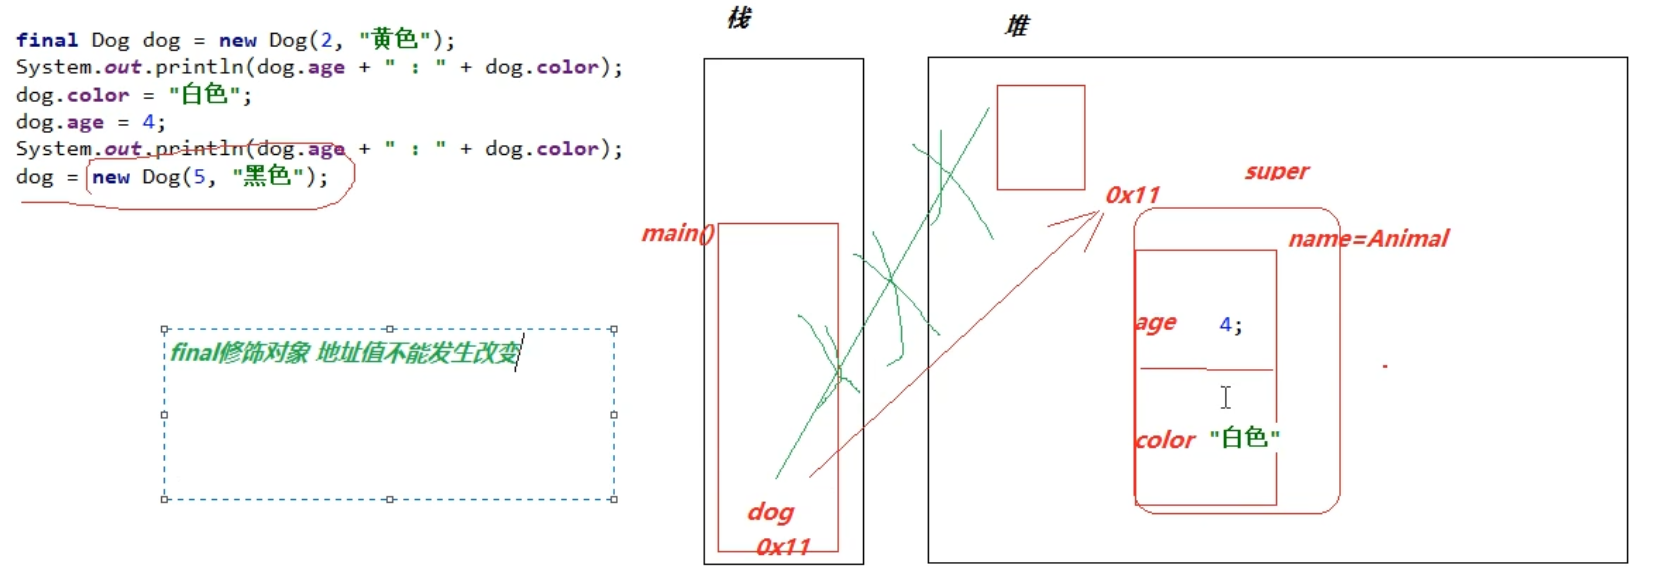 final Dog dog = new Dog(2, "黄色");
System.out.println(dog.age + " : " + dog.color);
dog.color = "白色";
dog.age = 4;
System.out.println(dog.age + " : " + dog.color);
dog = new Dog(5, "黑色");
final修饰对象 地址值不能发生改变
栈
堆
main()
dog
0x11
0x11
super
name=Animal
age 4;
color "白色"